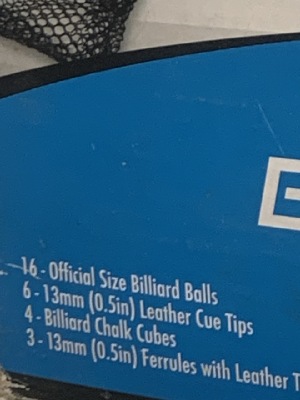 16 - Official Size Billiard Balls
6 - 13mm (0.5in) Leather Cue Tips
4 - Billiard Chalk Cubes
3 - 13mm (0.5in) Ferrules with Leather